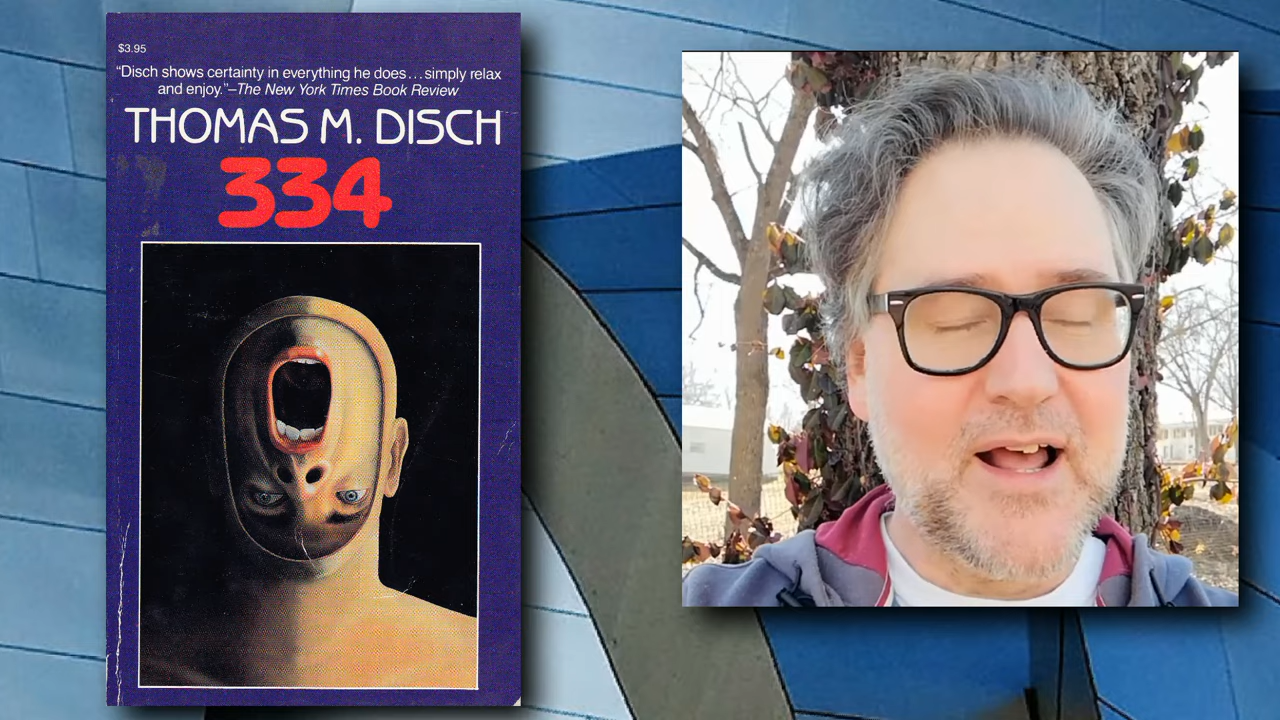 $3.95
“Disch shows certainty in everything he does...simply relax
and enjoy.”–The New York Times Book Review
THOMAS M. DISCH
334